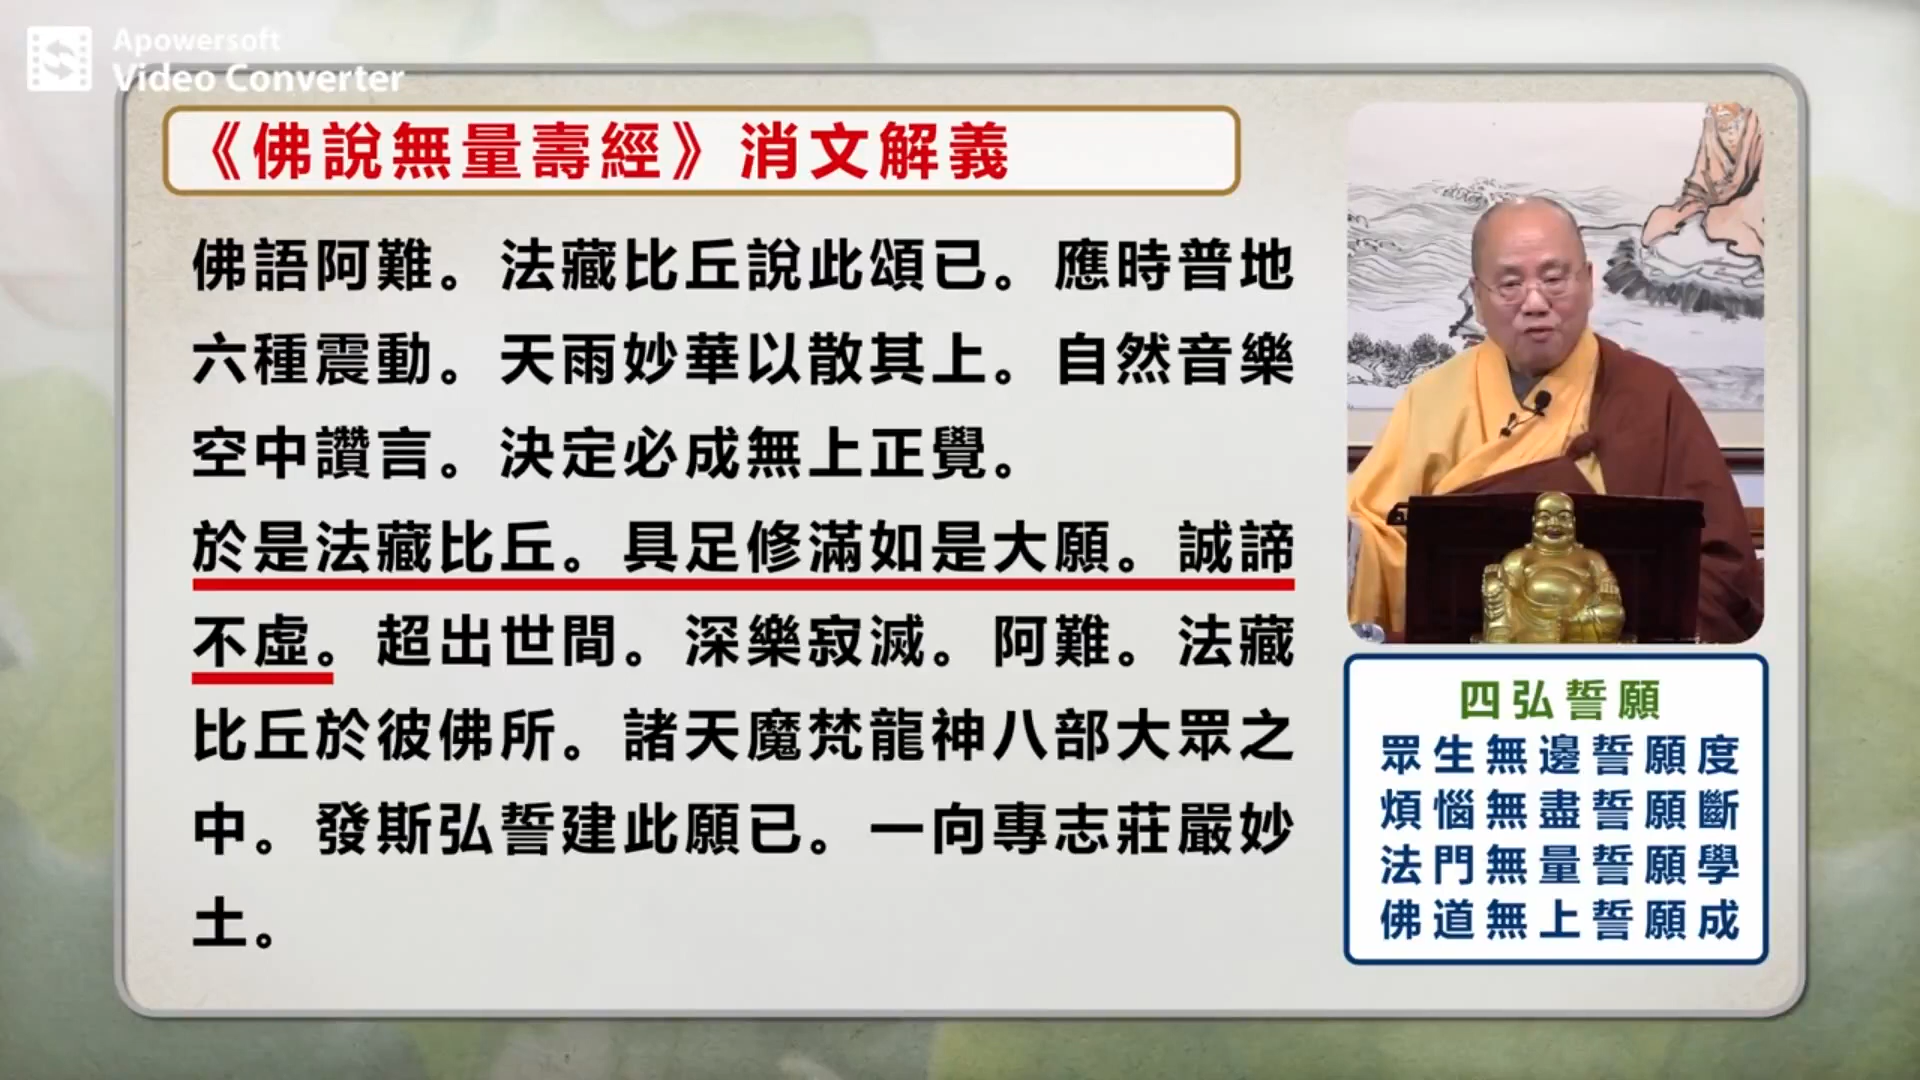 Apowersoft
Video Converter
《佛說無量壽經》消文解義
佛語阿難。法藏比丘說此頌已。應時普地
六種震動。天雨妙華以散其上。自然音樂
空中讚言。決定必成無上正覺。
於是法藏比丘。具足修滿如是大願。誠諦
不虛。超出世間。深樂寂滅。阿難。法藏
比丘於彼佛所。諸天魔梵龍神八部大眾之
中。發斯弘誓建此願已。一向專志莊嚴妙
土。
四弘誓願
眾生無邊誓願度
煩惱無盡誓願斷
法門無量誓願學
佛道無上誓願成